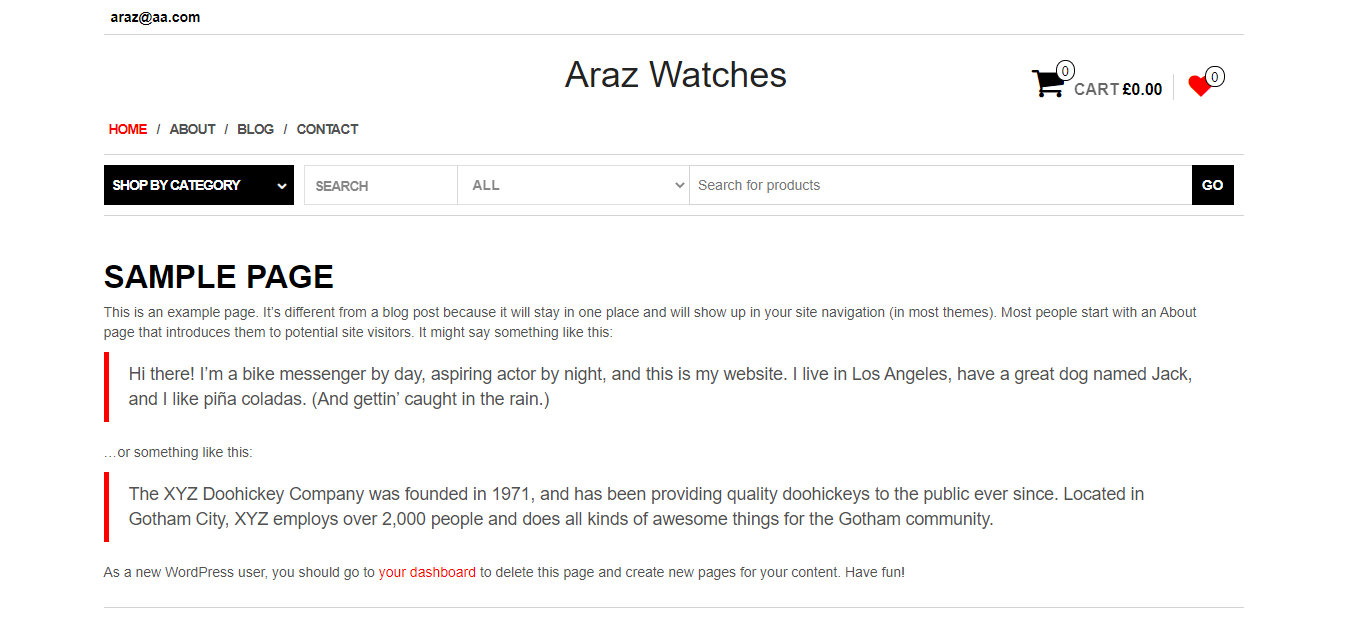 araz@aa.com
Araz Watches
0
CART £0.00
0
HOME / ABOUT / BLOG / CONTACT
SHOP BY CATEGORY
SEARCH
ALL
Search for products
GO
SAMPLE PAGE
This is an example page. It’s different from a blog post because it will stay in one place and will show up in your site navigation (in most themes). Most people start with an About
page that introduces them to potential site visitors. It might say something like this:
Hi there! I’m a bike messenger by day, aspiring actor by night, and this is my website. I live in Los Angeles, have a great dog named Jack,
and I like piña coladas. (And gettin’ caught in the rain.)
…or something like this:
The XYZ Doohickey Company was founded in 1971, and has been providing quality doohickeys to the public ever since. Located in
Gotham City, XYZ employs over 2,000 people and does all kinds of awesome things for the Gotham community.
As a new WordPress user, you should go to your dashboard to delete this page and create new pages for your content. Have fun!